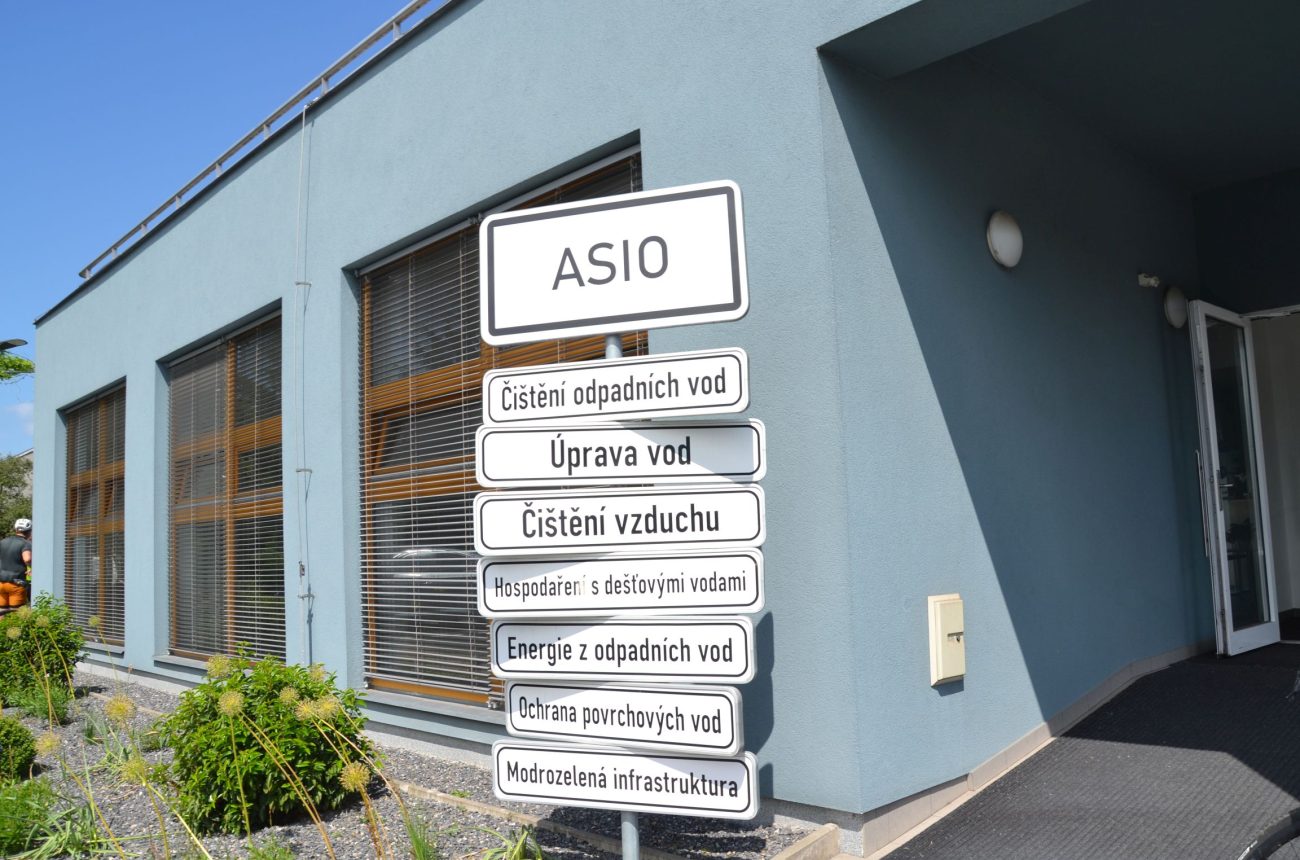 ASIO
Čištění odpadních vod
Úprava vod
Čištění vzduchu
Hospodaření s dešťovými vodami
Energie z odpadních vod
Ochrana povrchových vod
Modrozelená infrastruktura